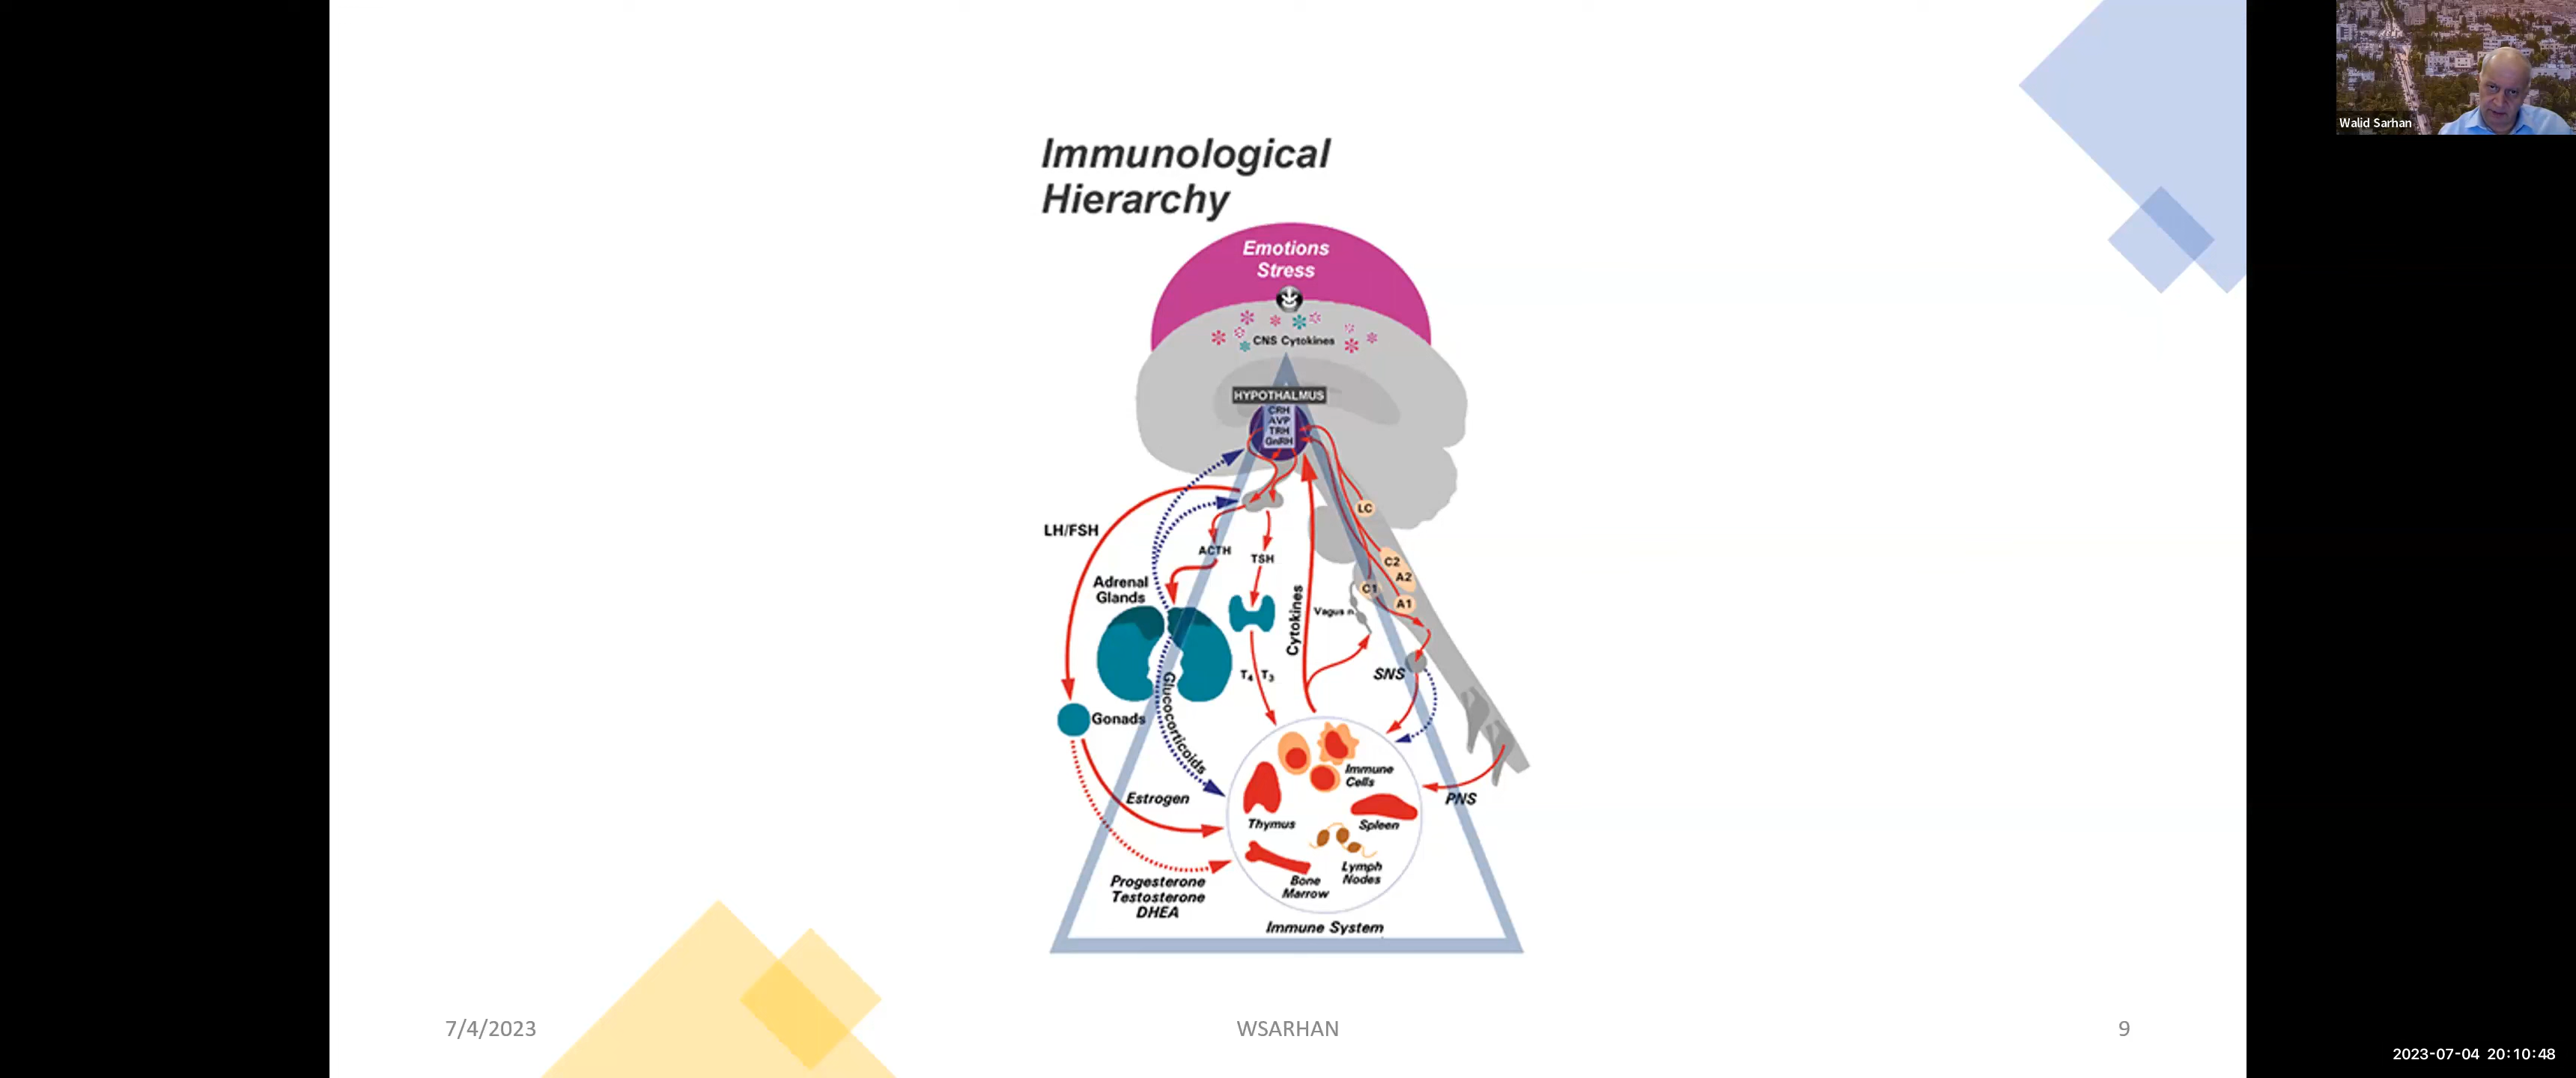 Walid Sarhan
Immunological
Hierarchy
Emotions
Stress
CNS Cytokines
HYPOTHALMUS
CRH
AVP
TRH
GnRH
LC
LH/FSH
ACTH
TSH
C2
A2
C1
A1
Adrenal
Glands
Cytokines
Vagus n.
T4 T3
SNS
Glucocorticoids
Gonads
Immune
Cells
Estrogen
PNS
Thymus
Spleen
Lymph
Nodes
Bone
Marrow
Progesterone
Testosterone
DHEA
Immune System
7/4/2023
WSARHAN
9
2023-07-04 20:10:48